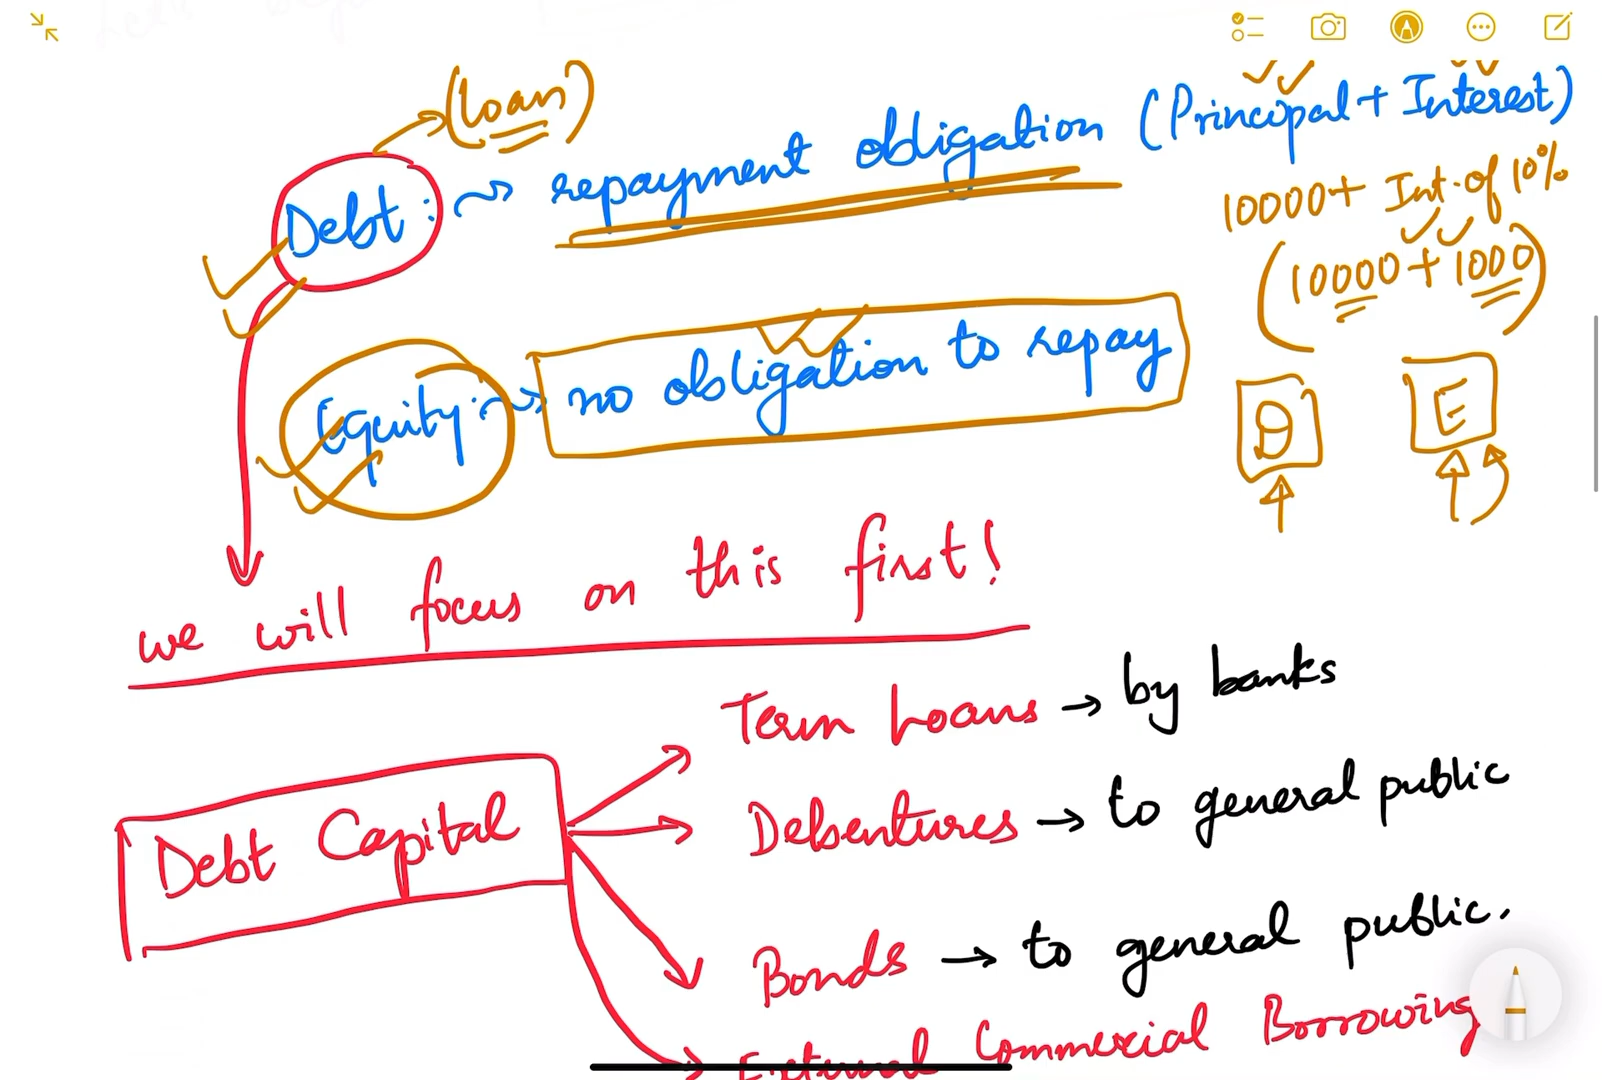 (Loan)
Debt: repayment obligation (Principal + Interest)
10000 + Int. of 10%
(10000 + 1000)
Equity: no obligation to repay
D E
we will focus on this first!
Term Loans → by banks
Debt Capital
Debentures → to general public
Bonds → to general public.
External Commercial Borrowing